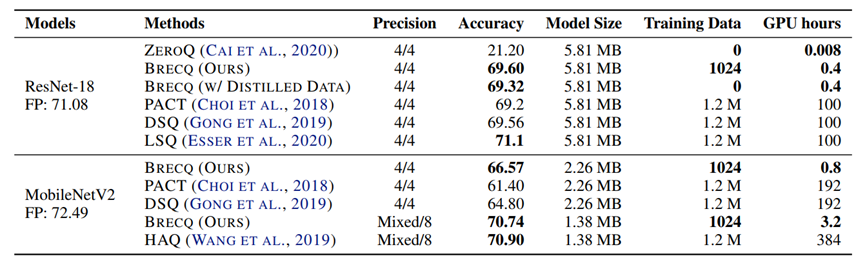 Models Methods Precision Accuracy Model Size Training Data GPU hours
ZEROQ (CAI ET AL., 2020)) 4/4 21.20 5.81 MB 0 0.008
BRECQ (OURS) 4/4 69.60 5.81 MB 1024 0.4
ResNet-18 BRECQ (W/ DISTILLED DATA) 4/4 69.32 5.81 MB 0 0.4
FP: 71.08 PACT (CHOI ET AL., 2018) 4/4 69.2 5.81 MB 1.2 M 100
DSQ (GONG ET AL., 2019) 4/4 69.56 5.81 MB 1.2 M 100
LSQ (ESSER ET AL., 2020) 4/4 71.1 5.81 MB 1.2 M 100
BRECQ (OURS) 4/4 66.57 2.26 MB 1024 0.8
MobileNetV2 PACT (CHOI ET AL., 2018) 4/4 61.40 2.26 MB 1.2 M 192
FP: 72.49 DSQ (GONG ET AL., 2019) 4/4 64.80 2.26 MB 1.2 M 192
BRECQ (OURS) Mixed/8 70.74 1.38 MB 1024 3.2
HAQ (WANG ET AL., 2019) Mixed/8 70.90 1.38 MB 1.2 M 384